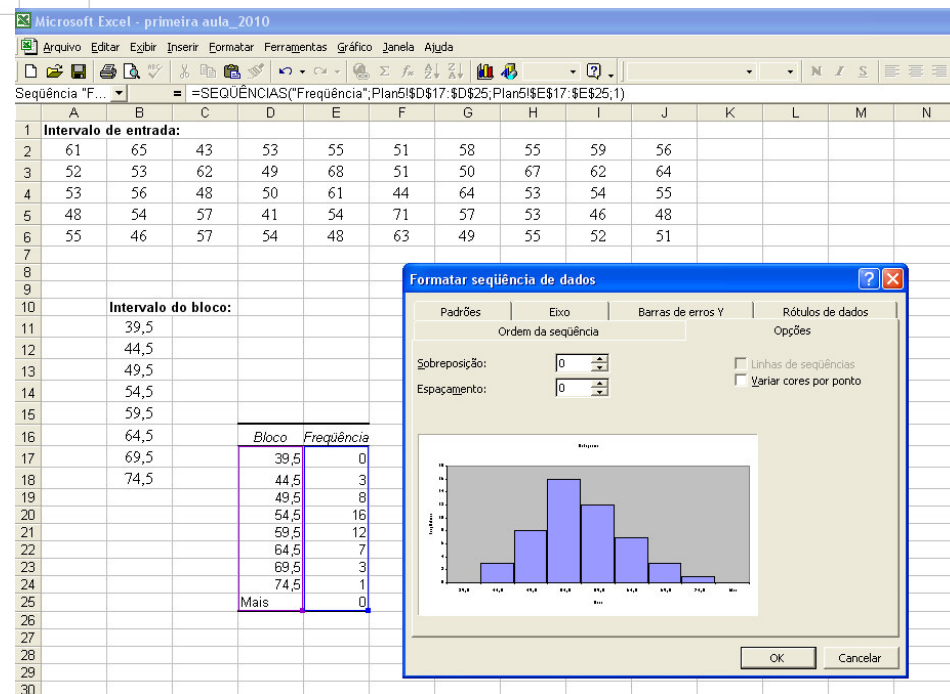 Microsoft Excel - primeira aula_2010
Arquivo Editar Exibir Inserir Formatar Ferramentas Gráfico Janela Ajuda
N I S
Seqüência "F... = =SEQÜÊNCIAS("Freqüência";Plan5!$D$17:$D$25;Plan5!$E$17:$E$25;1)
A B C D E F G H I J K L M N
1 Intervalo de entrada:
2 61 65 43 53 55 51 58 55 59 56
3 52 53 62 49 68 51 50 67 62 64
4 53 56 48 50 61 44 64 53 54 55
5 48 54 57 41 54 71 57 53 46 48
6 55 46 57 54 48 63 49 55 52 51
7
8
9
10 Intervalo do bloco:
11 39,5
12 44,5
13 49,5
14 54,5
15 59,5
16 64,5 Bloco Freqüência
17 69,5 39,5 0
18 74,5 44,5 3
19 49,5 8
20 54,5 16
21 59,5 12
22 64,5 7
23 69,5 3
24 74,5 1
25 Mais 0
26
27
28
29
30
Formatar seqüência de dados
Padrões Eixo Barras de erros Y Rótulos de dados
Ordem da seqüência Opções
Sobreposição: 0
Espaçamento: 0
Linhas de seqüências
Variar cores por ponto
OK Cancelar